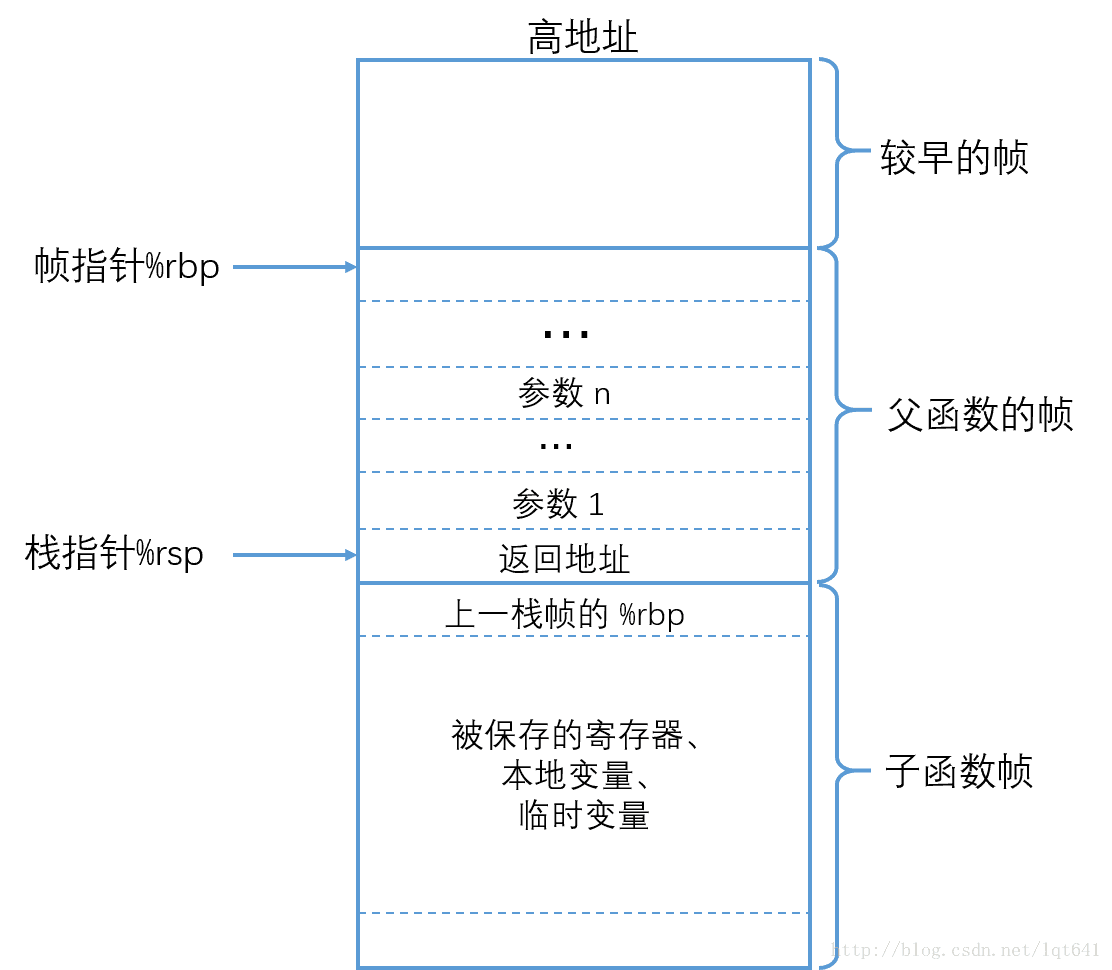 高地址
较早的帧
帧指针%rbp
...
参数 n
父函数的帧
...
参数 1
栈指针%rsp
返回地址
上一栈帧的 %rbp
被保存的寄存器、
本地变量、
临时变量
子函数帧
http://blog.csdn.net/lqt641